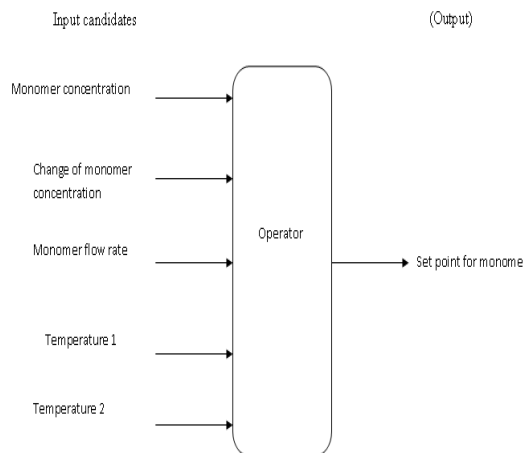 Input candidates
(Output)
Monomer concentration
Change of monomer
concentration
Monomer flow rate
Operator
Set point for monome
Temperature 1
Temperature 2